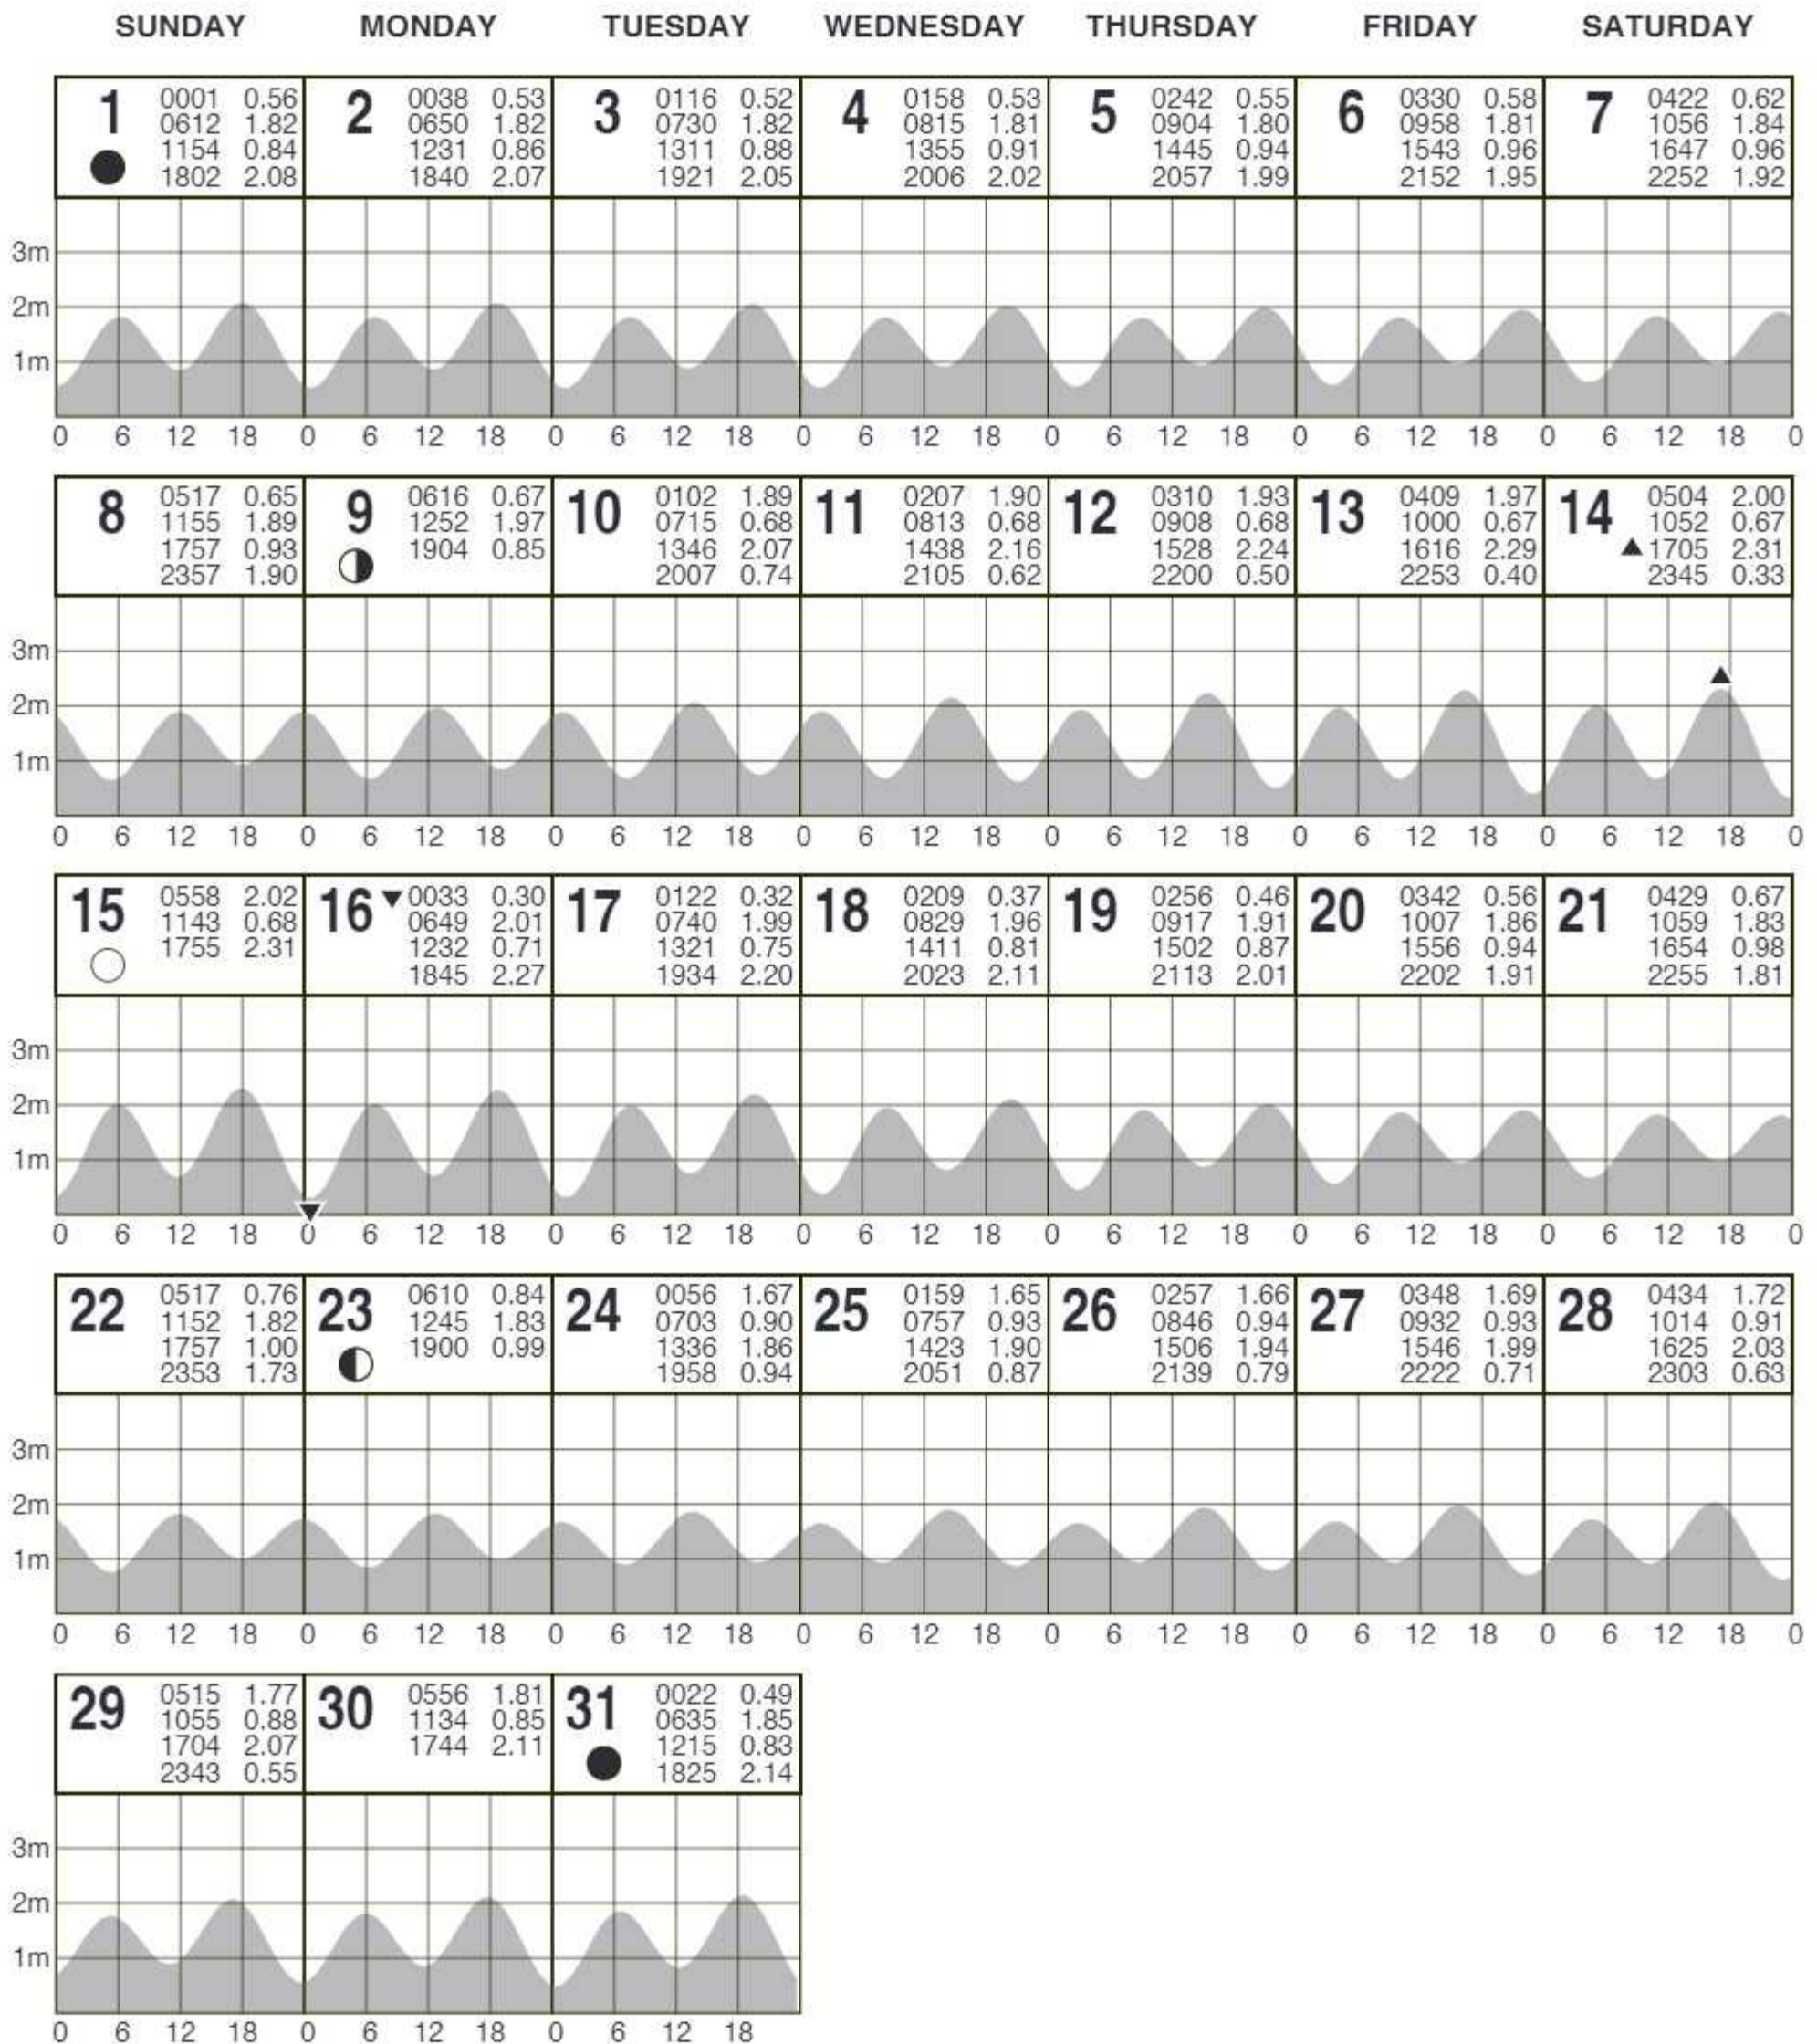 SUNDAY MONDAY TUESDAY WEDNESDAY THURSDAY FRIDAY SATURDAY
1 0001 0.56
0612 1.82
1154 0.84
1802 2.08
2 0038 0.53
0650 1.82
1231 0.86
1840 2.07
3 0116 0.52
0730 1.82
1311 0.88
1921 2.05
4 0158 0.53
0815 1.81
1355 0.91
2006 2.02
5 0242 0.55
0904 1.80
1445 0.94
2057 1.99
6 0330 0.58
0958 1.81
1543 0.96
2152 1.95
7 0422 0.62
1056 1.84
1647 0.96
2252 1.92
3m
2m
1m
0 6 12 18 0 6 12 18 0 6 12 18 0 6 12 18 0 6 12 18 0 6 12 18 0 6 12 18 0
8 0517 0.65
1155 1.89
1757 0.93
2357 1.90
9 0616 0.67
1252 1.97
1904 0.85
10 0102 1.89
0715 0.68
1346 2.07
2007 0.74
11 0207 1.90
0813 0.68
1438 2.16
2105 0.62
12 0310 1.93
0908 0.68
1528 2.24
2200 0.50
13 0409 1.97
1000 0.67
1616 2.29
2253 0.40
14 0504 2.00
1052 0.67
▲ 1705 2.31
2345 0.33
3m
2m
1m
0 6 12 18 0 6 12 18 0 6 12 18 0 6 12 18 0 6 12 18 0 6 12 18 0 6 12 18 0
15 0558 2.02
1143 0.68
1755 2.31
16 ▼ 0033 0.30
0649 2.01
1232 0.71
1845 2.27
17 0122 0.32
0740 1.99
1321 0.75
1934 2.20
18 0209 0.37
0829 1.96
1411 0.81
2023 2.11
19 0256 0.46
0917 1.91
1502 0.87
2113 2.01
20 0342 0.56
1007 1.86
1556 0.94
2202 1.91
21 0429 0.67
1059 1.83
1654 0.98
2255 1.81
3m
2m
1m
0 6 12 18 0 6 12 18 0 6 12 18 0 6 12 18 0 6 12 18 0 6 12 18 0 6 12 18 0
22 0517 0.76
1152 1.82
1757 1.00
2353 1.73
23 0610 0.84
1245 1.83
1900 0.99
24 0056 1.67
0703 0.90
1336 1.86
1958 0.94
25 0159 1.65
0757 0.93
1423 1.90
2051 0.87
26 0257 1.66
0846 0.94
1506 1.94
2139 0.79
27 0348 1.69
0932 0.93
1546 1.99
2222 0.71
28 0434 1.72
1014 0.91
1625 2.03
2303 0.63
3m
2m
1m
0 6 12 18 0 6 12 18 0 6 12 18 0 6 12 18 0 6 12 18 0 6 12 18 0 6 12 18 0
29 0515 1.77
1055 0.88
1704 2.07
2343 0.55
30 0556 1.81
1134 0.85
1744 2.11
31 0022 0.49
0635 1.85
1215 0.83
1825 2.14
3m
2m
1m
0 6 12 18 0 6 12 18 0 6 12 18